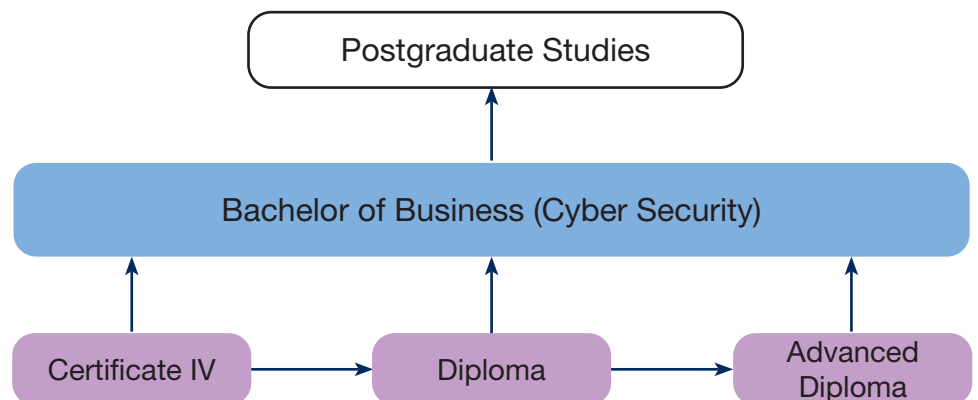 Postgraduate Studies
Bachelor of Business (Cyber Security)
Certificate IV
Diploma
Advanced
Diploma